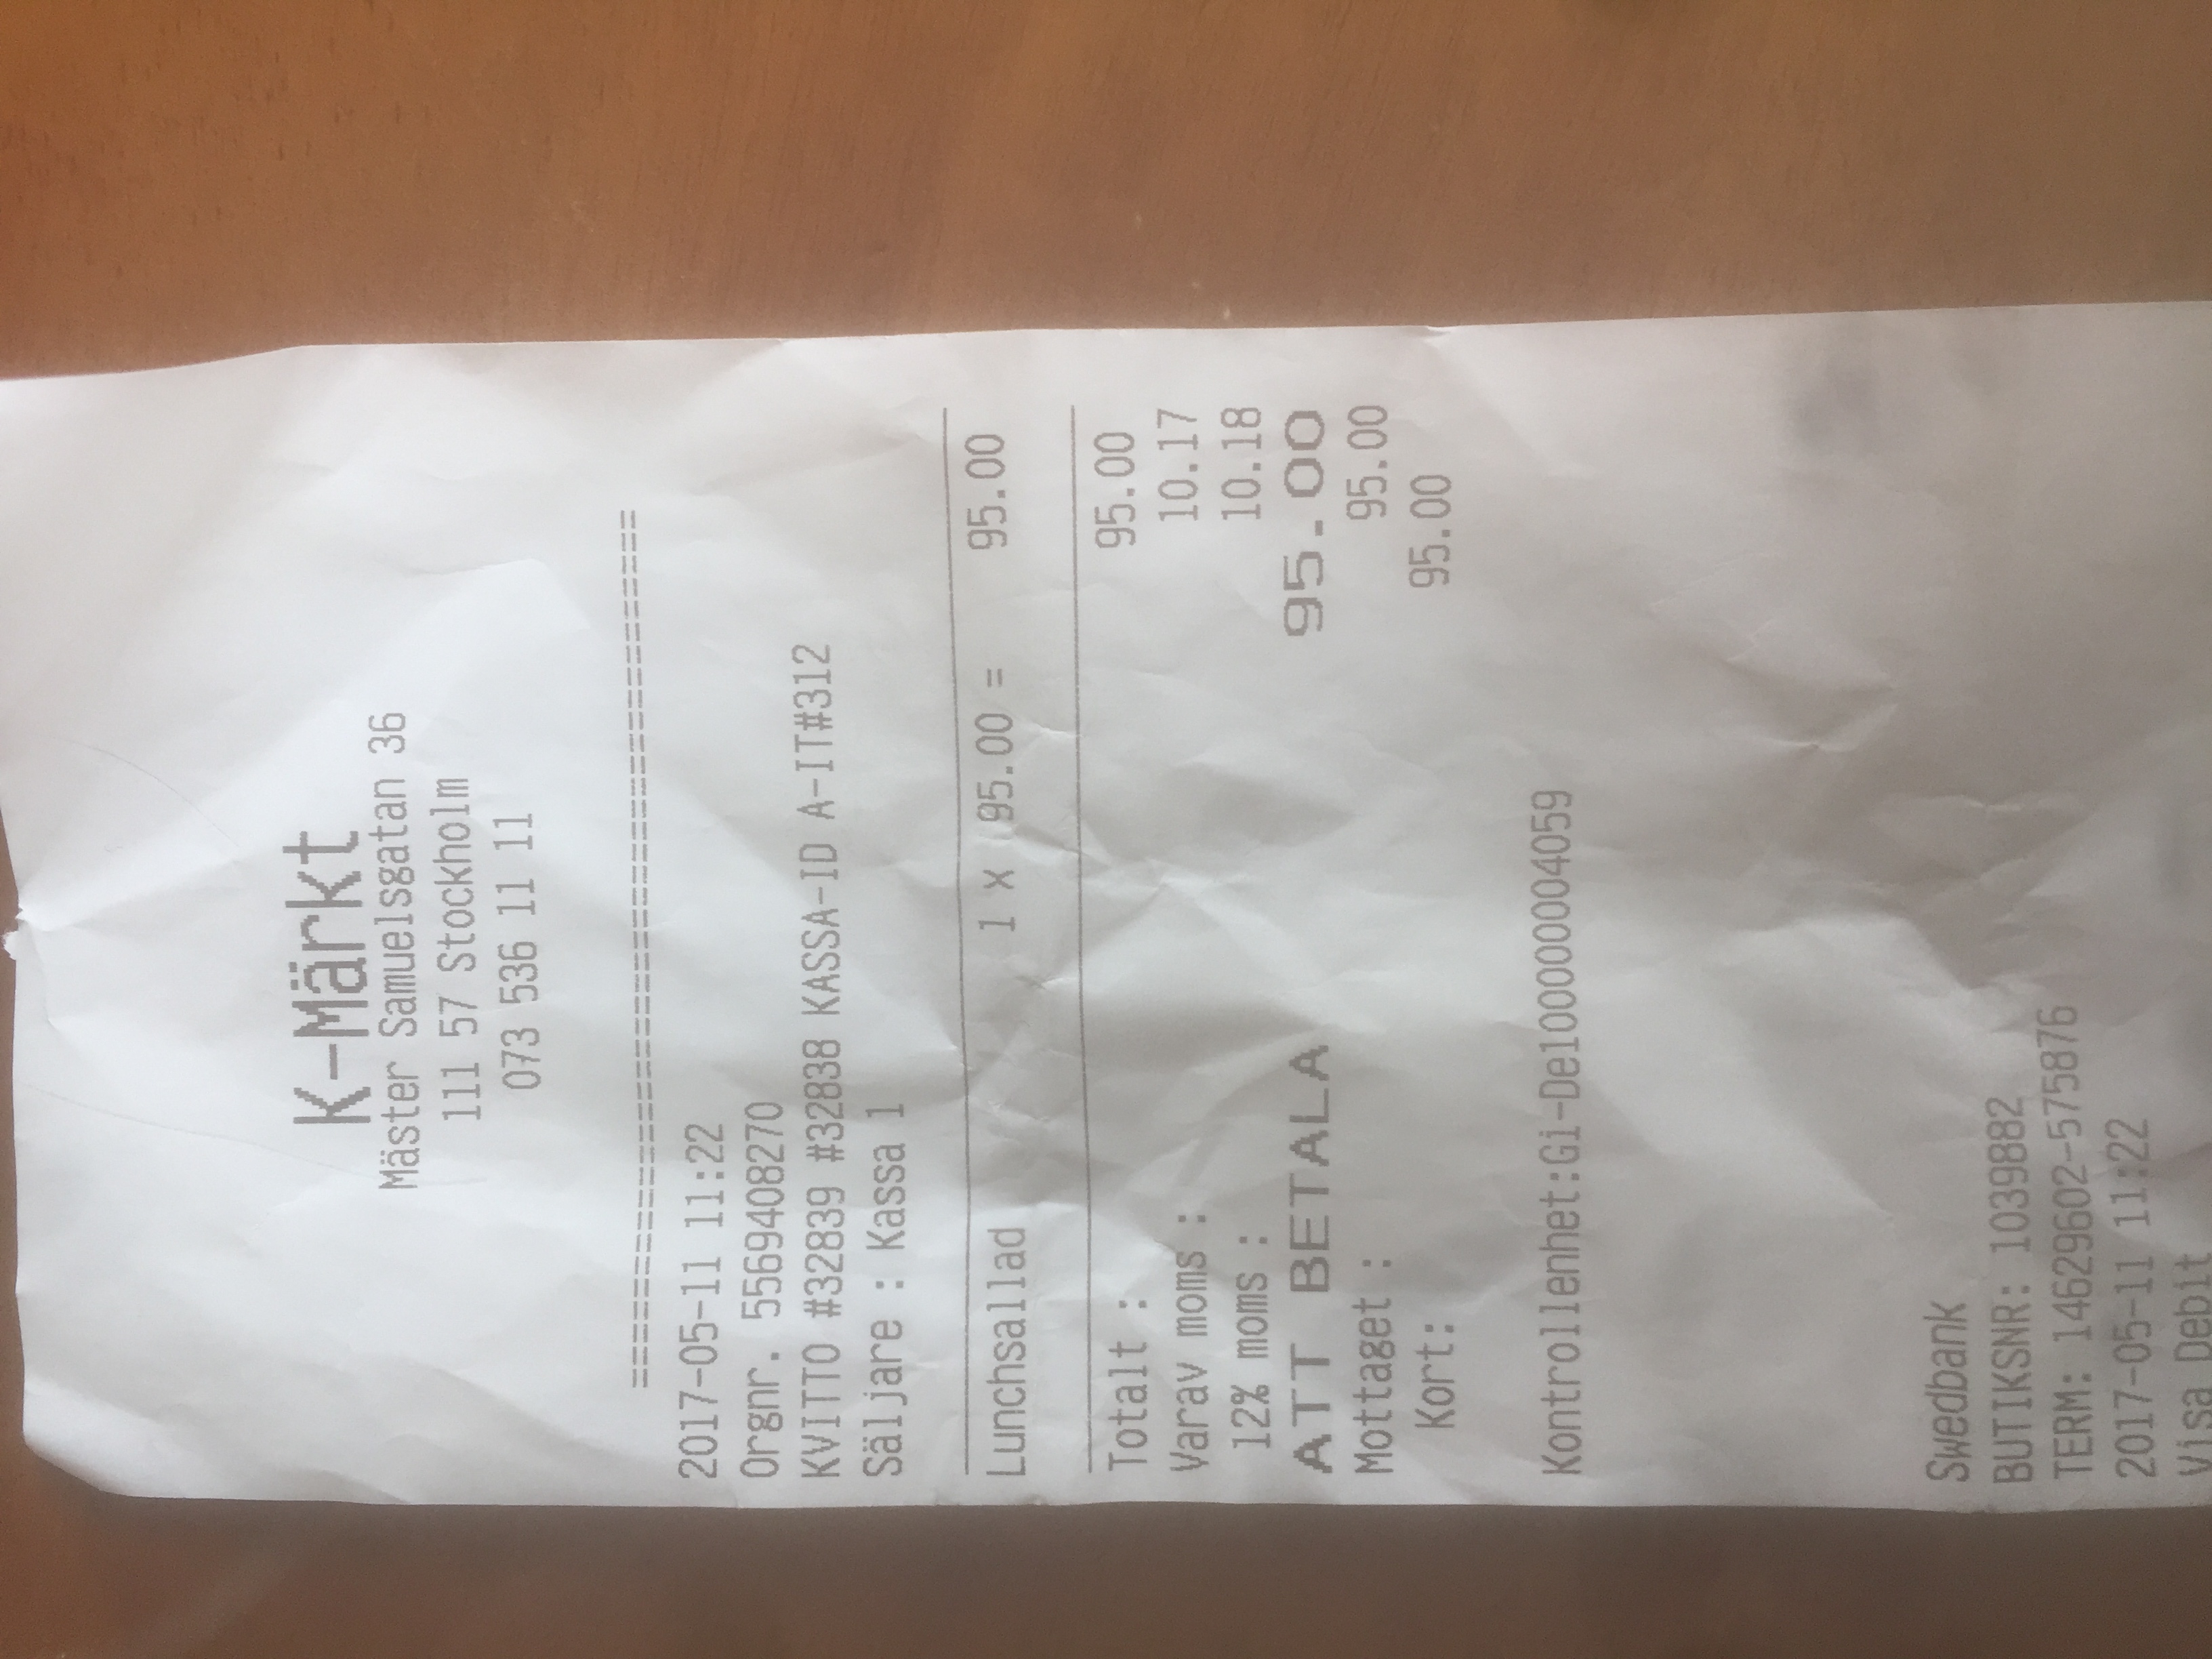 K-Märkt
Mäster Samuelsgatan 36
111 57 Stockholm
073 536 11 11
========================================
2017-05-11 11:22
Orgnr. 5569408270
KVITTO #32839 #32838 KASSA-ID A-IT#312
Säljare : Kassa 1
Lunchsallad 1 x 95.00 = 95.00
Totalt : 95.00
Varav moms : 10.17
12% moms : 10.18
ATT BETALA 95.00
Mottaget : 95.00
Kort: 95.00
Kontrollenhet:Gi-De100000004059
Swedbank
BUTIKSNR: 1039882
TERM: 14629602-575876
2017-05-11 11:22
Visa Debit